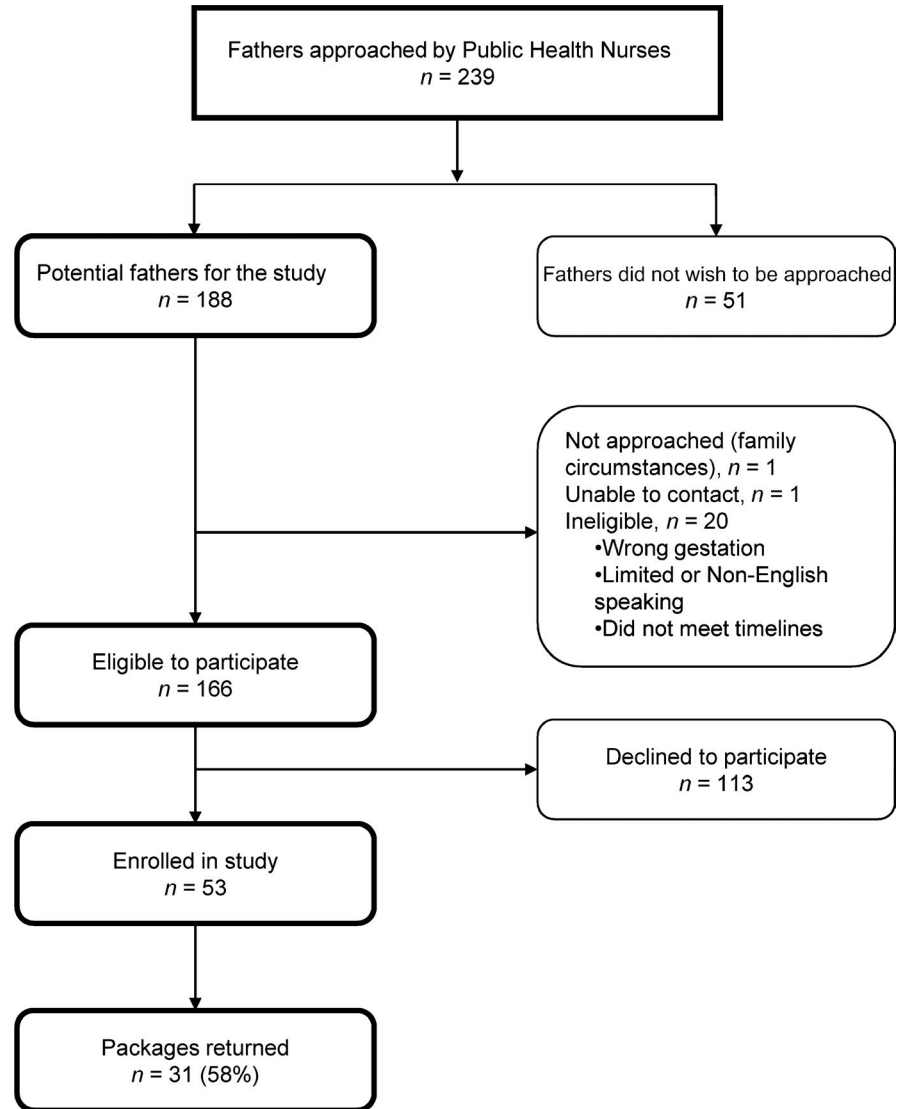 Fathers approached by Public Health Nurses
n = 239
Potential fathers for the study
n = 188
Fathers did not wish to be approached
n = 51
Not approached (family
circumstances), n = 1
Unable to contact, n = 1
Ineligible, n = 20
•Wrong gestation
•Limited or Non-English
speaking
•Did not meet timelines
Eligible to participate
n = 166
Declined to participate
n = 113
Enrolled in study
n = 53
Packages returned
n = 31 (58%)